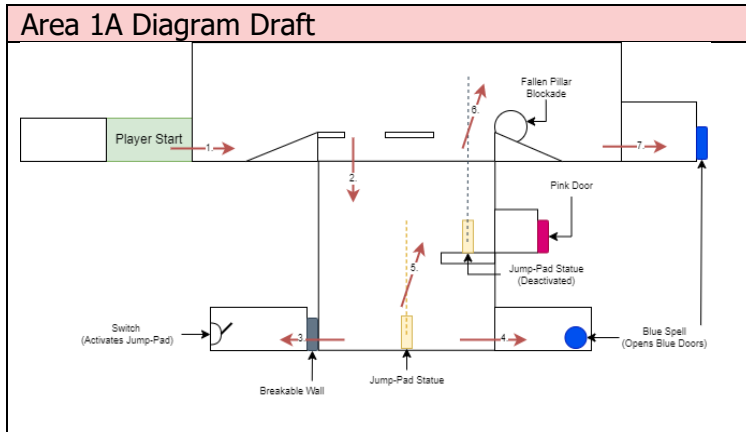 Area 1A Diagram Draft
Fallen Pillar
Blockade
6.
Player Start
1.
7.
2.
Pink Door
5.
Jump-Pad Statue
(Deactivated)
Switch
(Activates Jump-Pad)
3.
4.
Blue Spell
(Opens Blue Doors)
Jump-Pad Statue
Breakable Wall